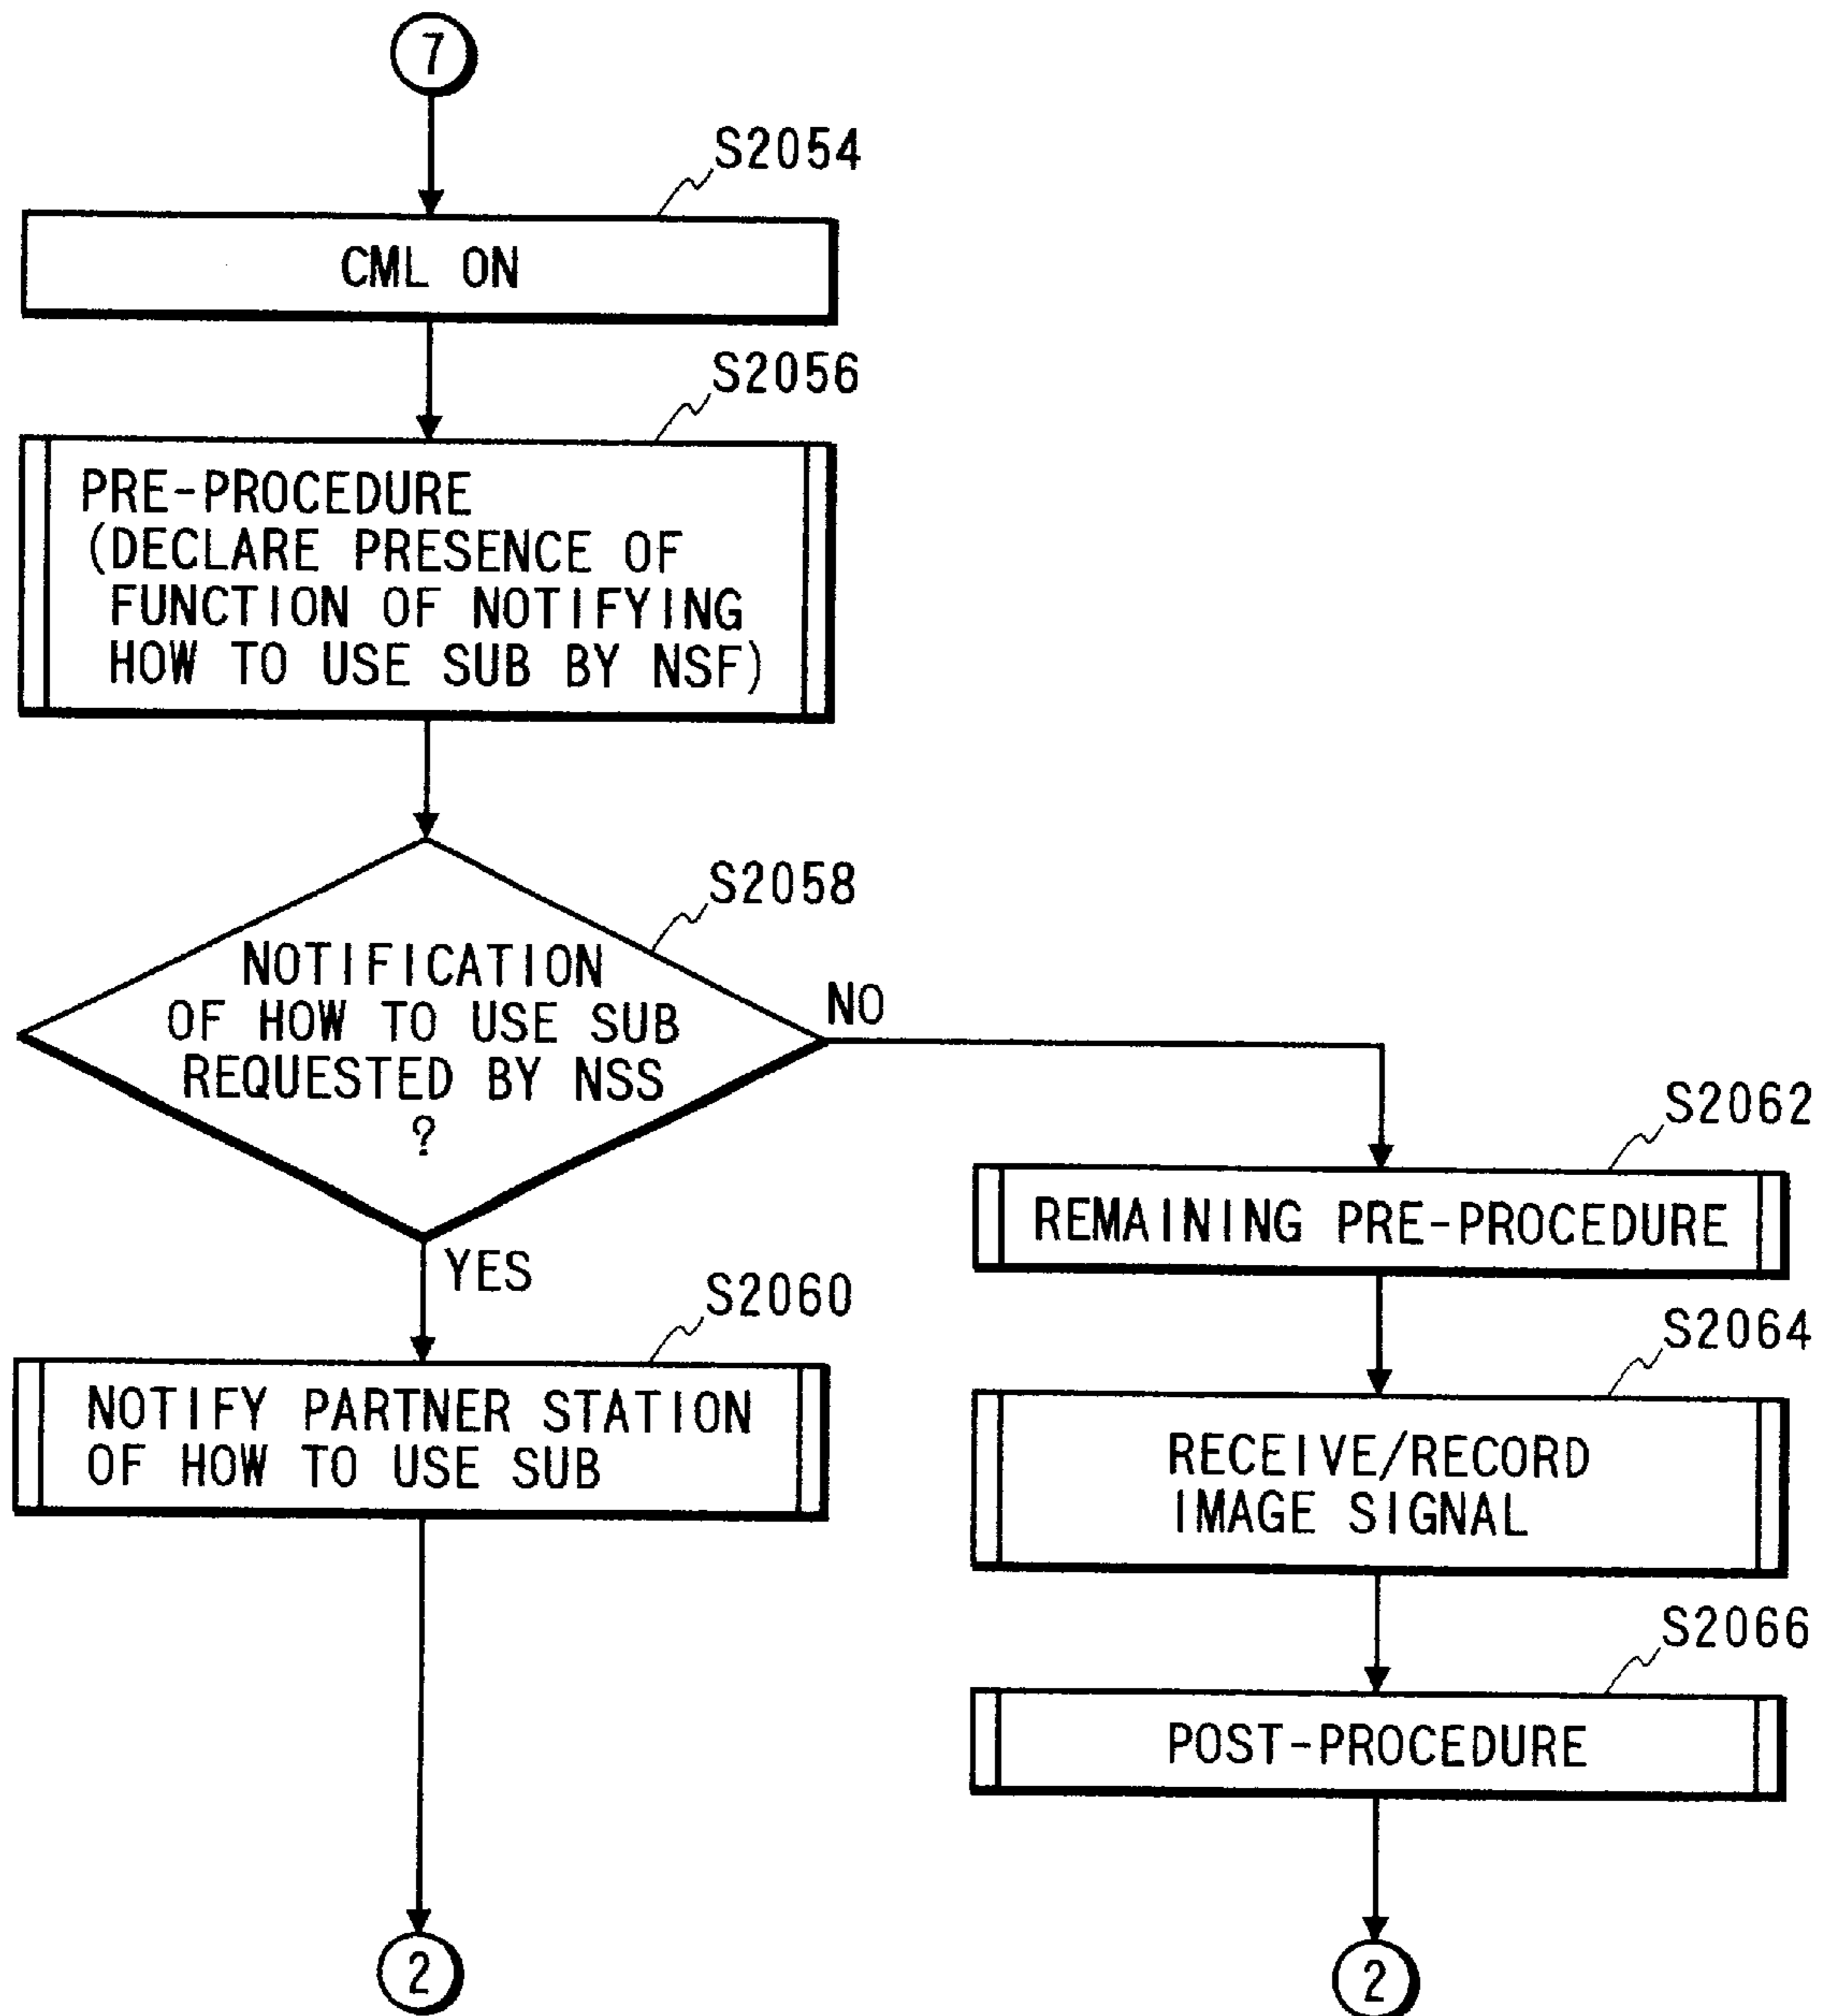 7
S2054
CML ON
S2056
PRE-PROCEDURE
(DECLARE PRESENCE OF
FUNCTION OF NOTIFYING
HOW TO USE SUB BY NSF)
S2058
NOTIFICATION
OF HOW TO USE SUB
REQUESTED BY NSS
?
NO
YES
S2060
NOTIFY PARTNER STATION
OF HOW TO USE SUB
2
S2062
REMAINING PRE-PROCEDURE
S2064
RECEIVE/RECORD
IMAGE SIGNAL
S2066
POST-PROCEDURE
2